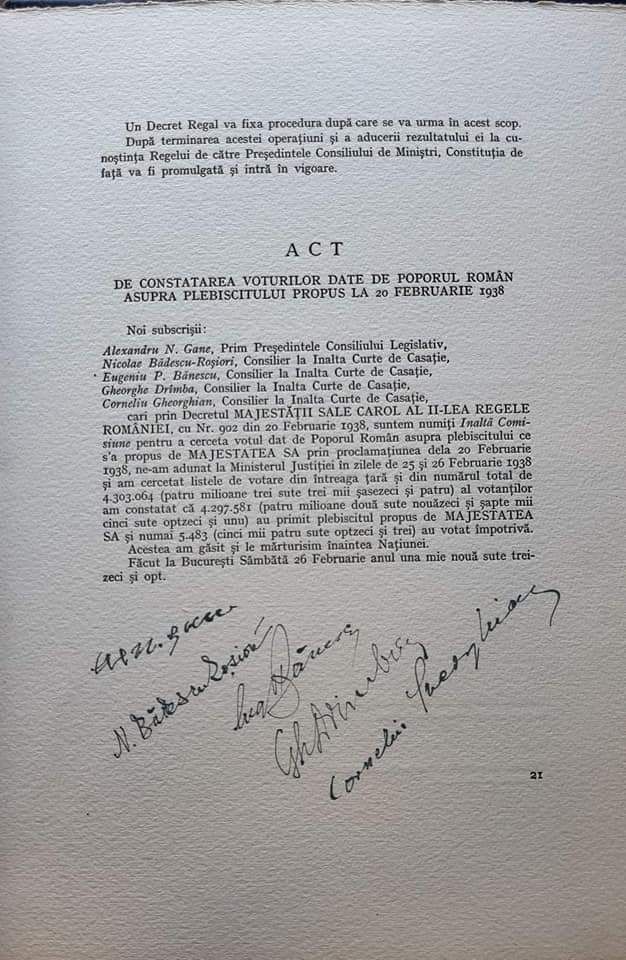 Un Decret Regal va fixa procedura după care se va urma în acest scop.
După terminarea acestei operațiuni și a aducerii rezultatului ei la cu-
noștința Regelui de către Președintele Consiliului de Miniștri, Constituția de
față va fi promulgată și intră în vigoare.
ACT
DE CONSTATAREA VOTURILOR DATE DE POPORUL ROMÂN
ASUPRA PLEBISCITULUI PROPUS LA 20 FEBRUARIE 1938
Noi subscrișii:
Alexandru N. Gane, Prim Președintele Consiliului Legislativ,
Nicolae Bădescu-Roșiori, Consilier la Inalta Curte de Casație,
Eugeniu P. Bănescu, Consilier la Inalta Curte de Casație,
Gheorghe Drîmba, Consilier la Inalta Curte de Casație,
Corneliu Gheorghian, Consilier la Inalta Curte de Casație,
cari prin Decretul MAJESTĂȚII SALE CAROL AL II-LEA REGELE
ROMÂNIEI, cu Nr. 902 din 20 Februarie 1938, suntem numiți Inaltă Comi-
siune pentru a cerceta votul dat de Poporul Român asupra plebiscitului ce
s'a propus de MAJESTATEA SA prin proclamațiunea dela 20 Februarie
1938, ne-am adunat la Ministerul Justiției în zilele de 25 și 26 Februarie 1938
și am cercetat listele de votare din întreaga țară și din numărul total de
4.303.064 (patru milioane trei sute trei mii șasezeci și patru) al votanților
am constatat că 4.297.581 (patru milioane două sute nouăzeci și șapte mii
cinci sute optzeci și unu) au primit plebiscitul propus de MAJESTATEA
SA și numai 5.483 (cinci mii patru sute optzeci și trei) au votat împotrivă.
Acestea am găsit și le mărturisim înaintea Națiunei.
Făcut la București Sâmbătă 26 Februarie anul una mie nouă sute trei-
zeci și opt.
Al. N. Gane
N. Bădescu Roșiori
Eug. Bănescu
Gh Drimba
Corneliu Gheorghian
21